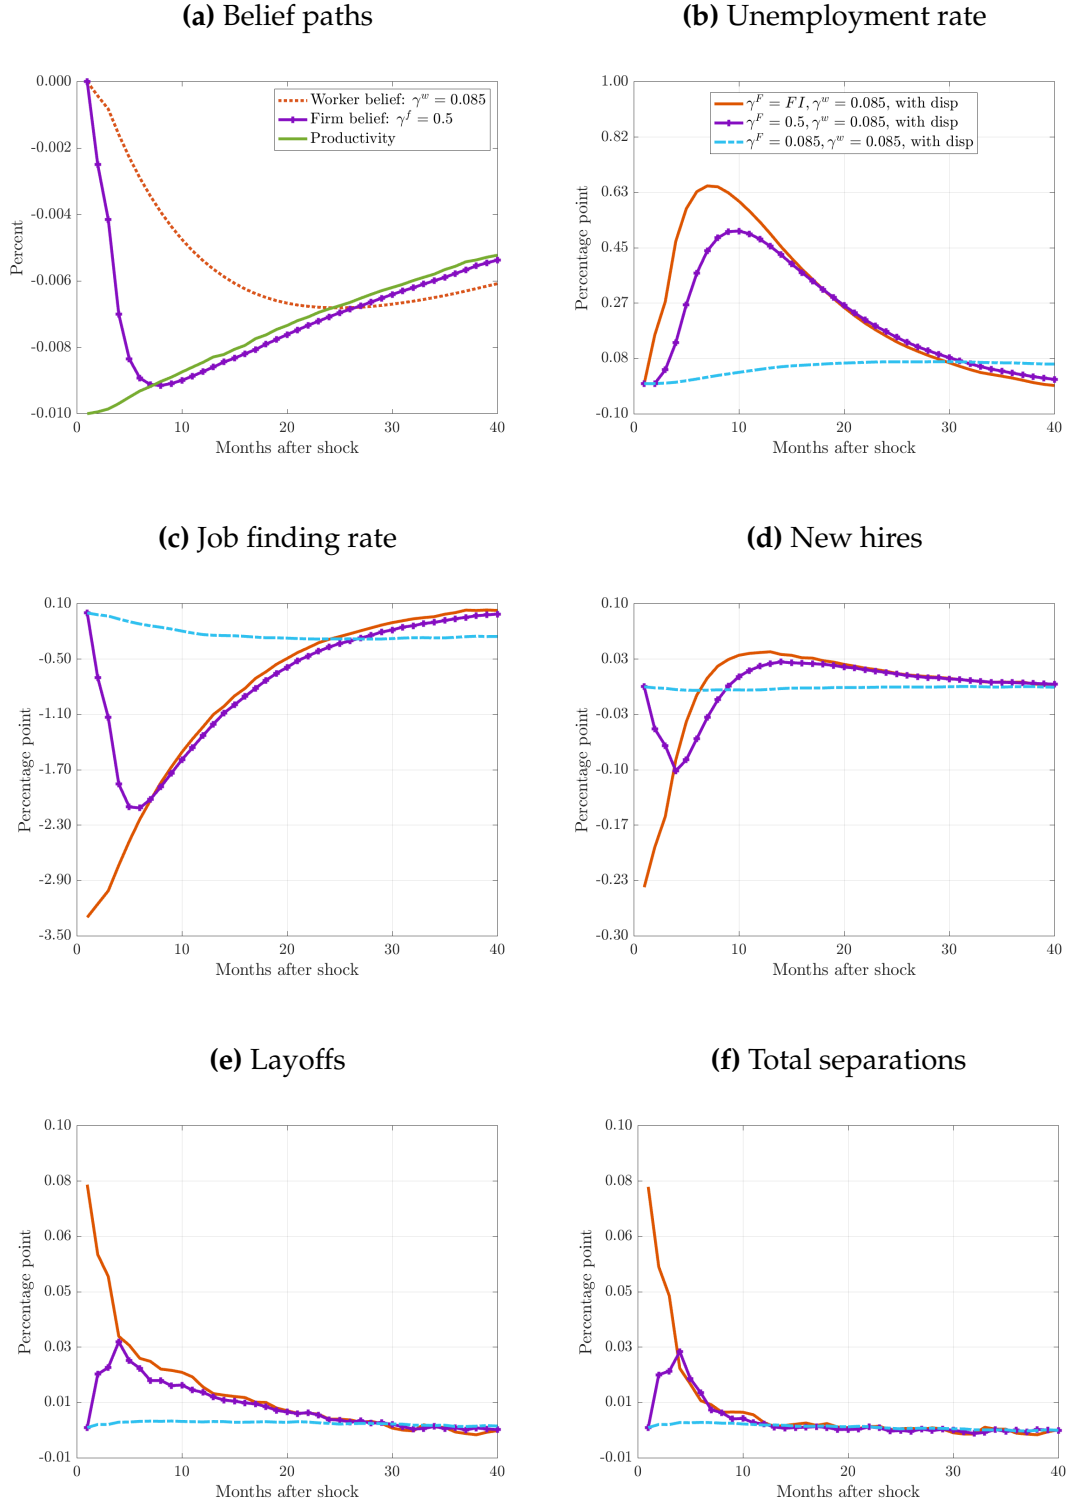 (a) Belief paths
(b) Unemployment rate
0.000
-0.002
-0.004
-0.006
-0.008
-0.010
Percent
Worker belief: γ^w = 0.085
Firm belief: γ^f = 0.5
Productivity
0 10 20 30 40
Months after shock
1.00
0.82
0.63
0.45
0.27
0.08
-0.10
Percentage point
γ^F = FI, γ^w = 0.085, with disp
γ^F = 0.5, γ^w = 0.085, with disp
γ^F = 0.085, γ^w = 0.085, with disp
0 10 20 30 40
Months after shock
(c) Job finding rate
(d) New hires
0.10
-0.50
-1.10
-1.70
-2.30
-2.90
-3.50
Percentage point
0 10 20 30 40
Months after shock
0.10
0.03
-0.03
-0.10
-0.17
-0.23
-0.30
Percentage point
0 10 20 30 40
Months after shock
(e) Layoffs
(f) Total separations
0.10
0.08
0.06
0.05
0.03
0.01
-0.01
Percentage point
0 10 20 30 40
Months after shock
0.10
0.08
0.06
0.05
0.03
0.01
-0.01
Percentage point
0 10 20 30 40
Months after shock